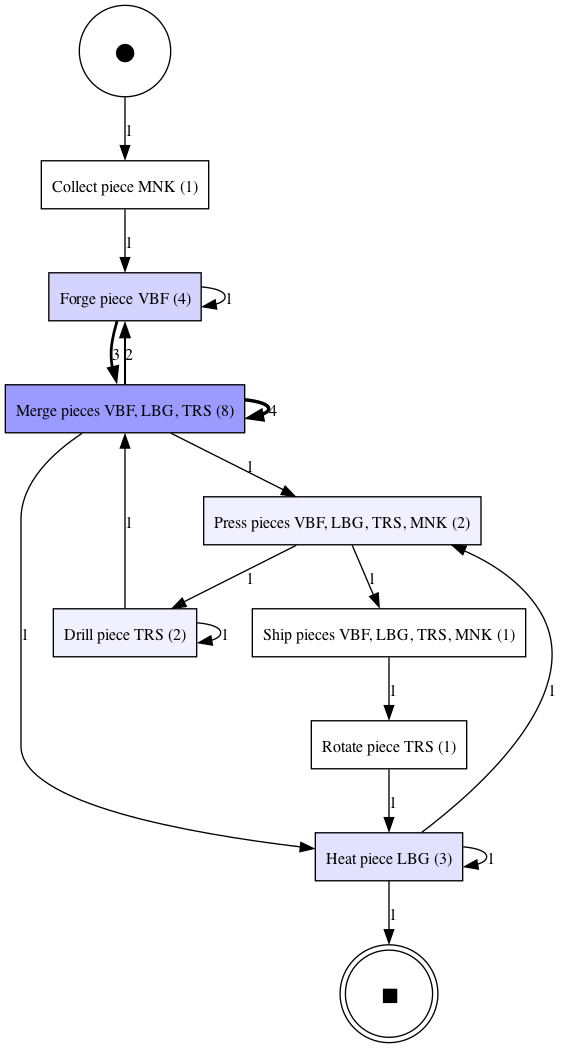 1
Collect piece MNK (1)
1
Forge piece VBF (4)
1
3
2
Merge pieces VBF, LBG, TRS (8)
4
1
1
Press pieces VBF, LBG, TRS, MNK (2)
1
1
1
Drill piece TRS (2)
1
Ship pieces VBF, LBG, TRS, MNK (1)
1
1
Rotate piece TRS (1)
1
Heat piece LBG (3)
1
1